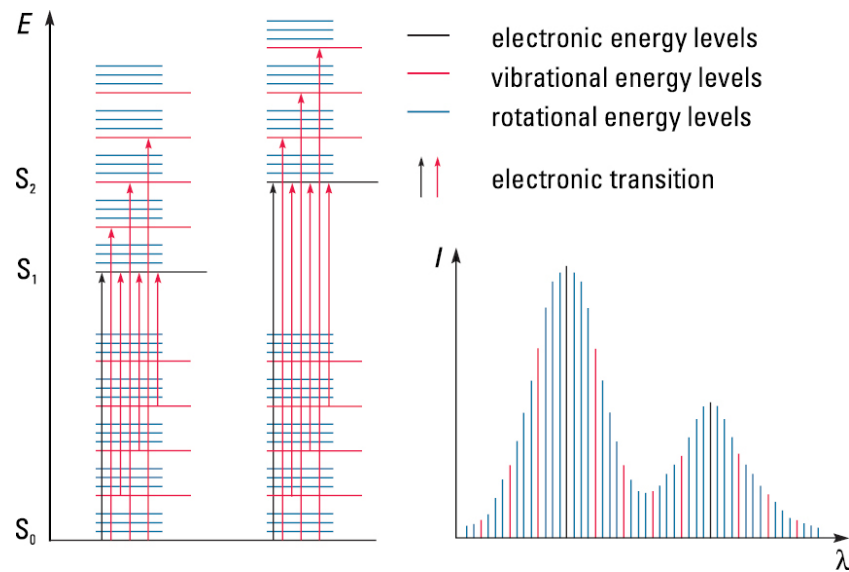 E
electronic energy levels
vibrational energy levels
rotational energy levels
electronic transition
S₂
S₁
S₀
I
λ